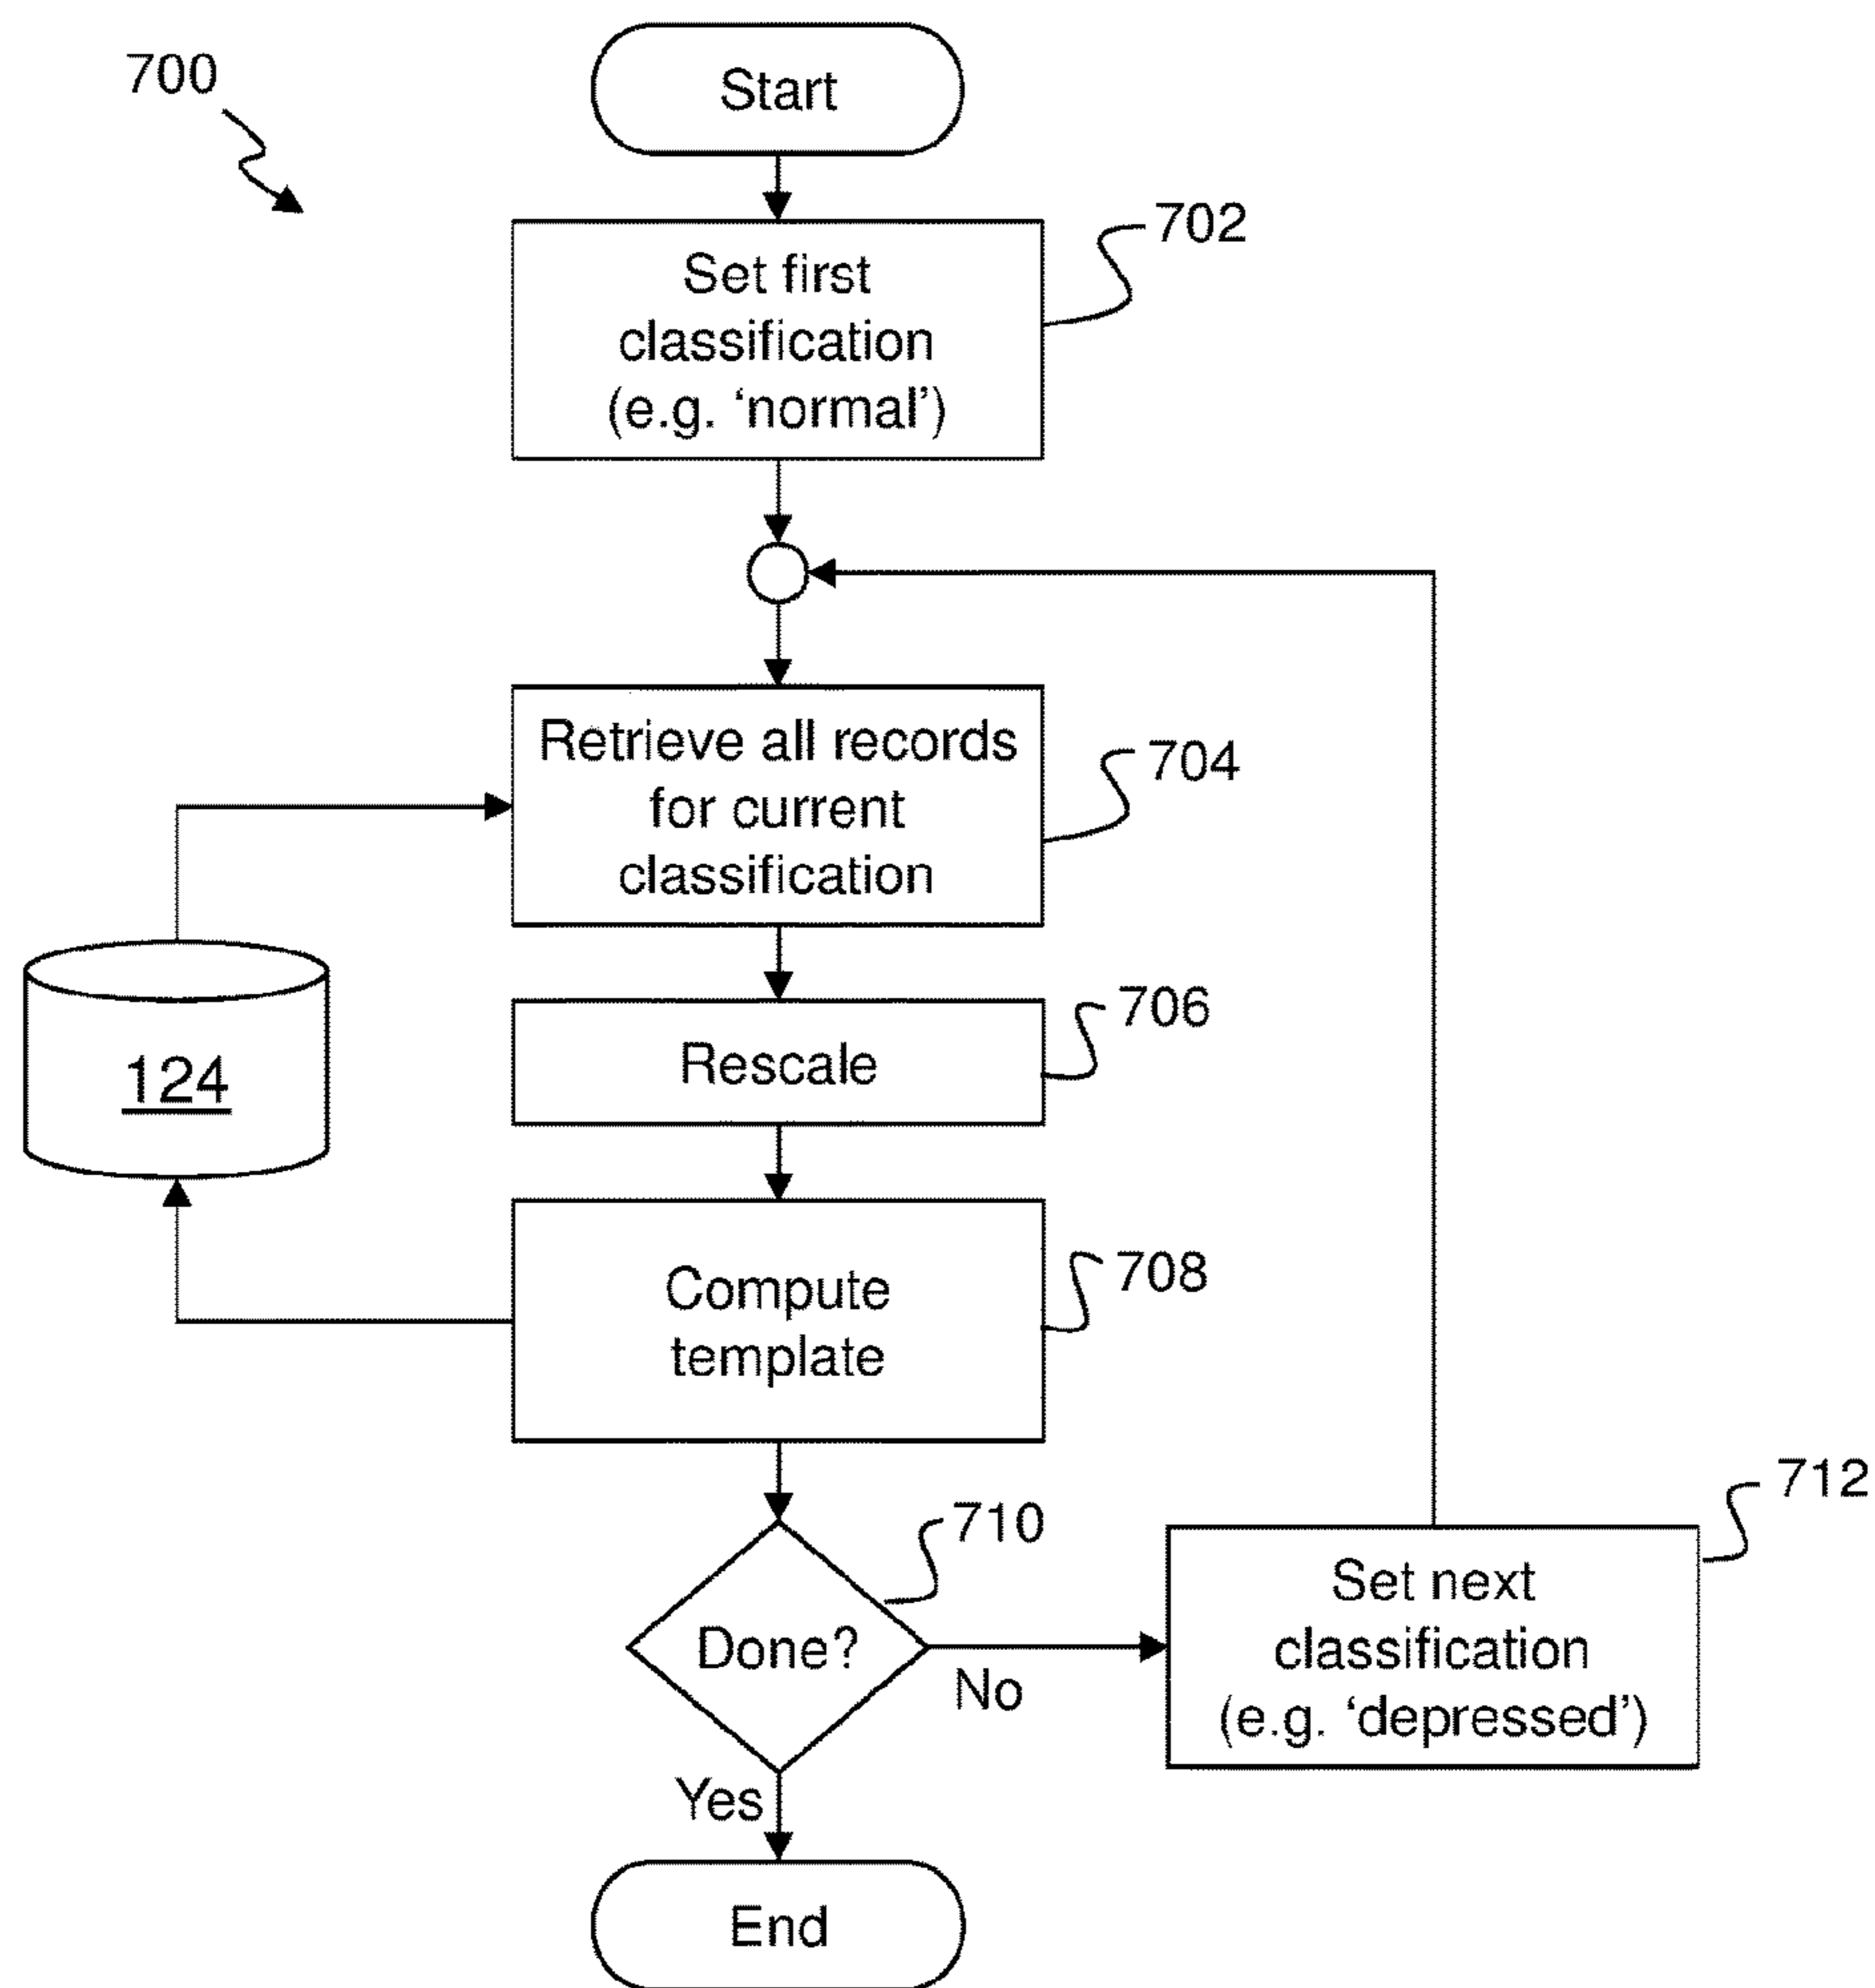 700
Start
702
Set first
classification
(e.g. ‘normal’)
Retrieve all records
for current
classification
704
706
Rescale
124
708
Compute
template
710
Done?
No
712
Set next
classification
(e.g. ‘depressed’)
Yes
End